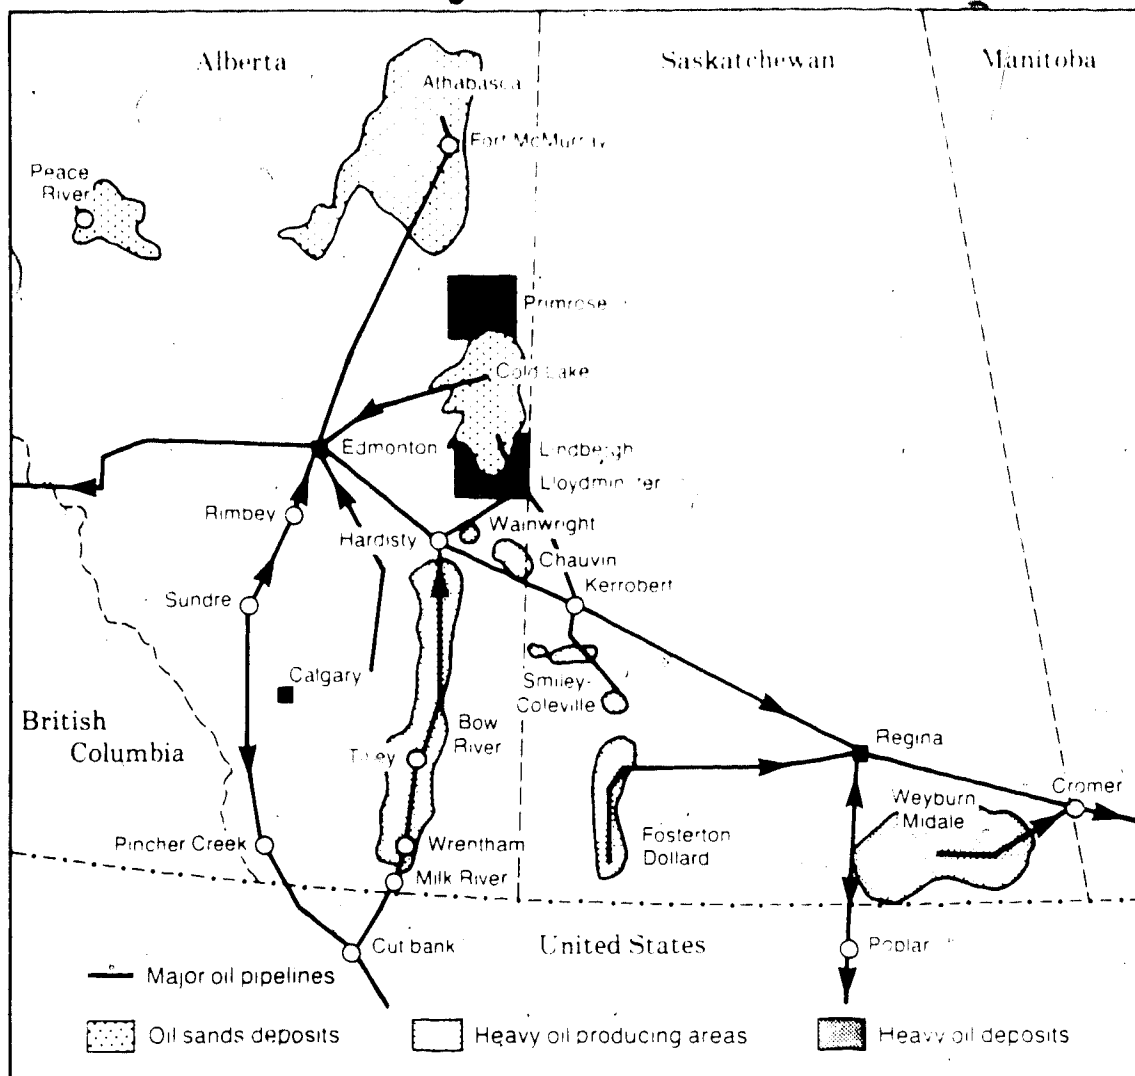 Alberta
Saskatchewan
Manitoba
Athabasca
Fort McMurray
Peace
River
Primrose
Cold Lake
Edmonton
Lindbergh
Rimbey
Hardisty
Wainwright
Chauvin
Kerrobert
Sundre
Calgary
Smiley-
Coleville
British
Columbia
Bow
River
Regina
Cromer
Weyburn
Midale
Pincher Creek
Wrentham
Fosterton
Dollard
Milk River
Cut bank
United States
Poplar
Major oil pipelines
Oil sands deposits
Heavy oil producing areas
Heavy oil deposits